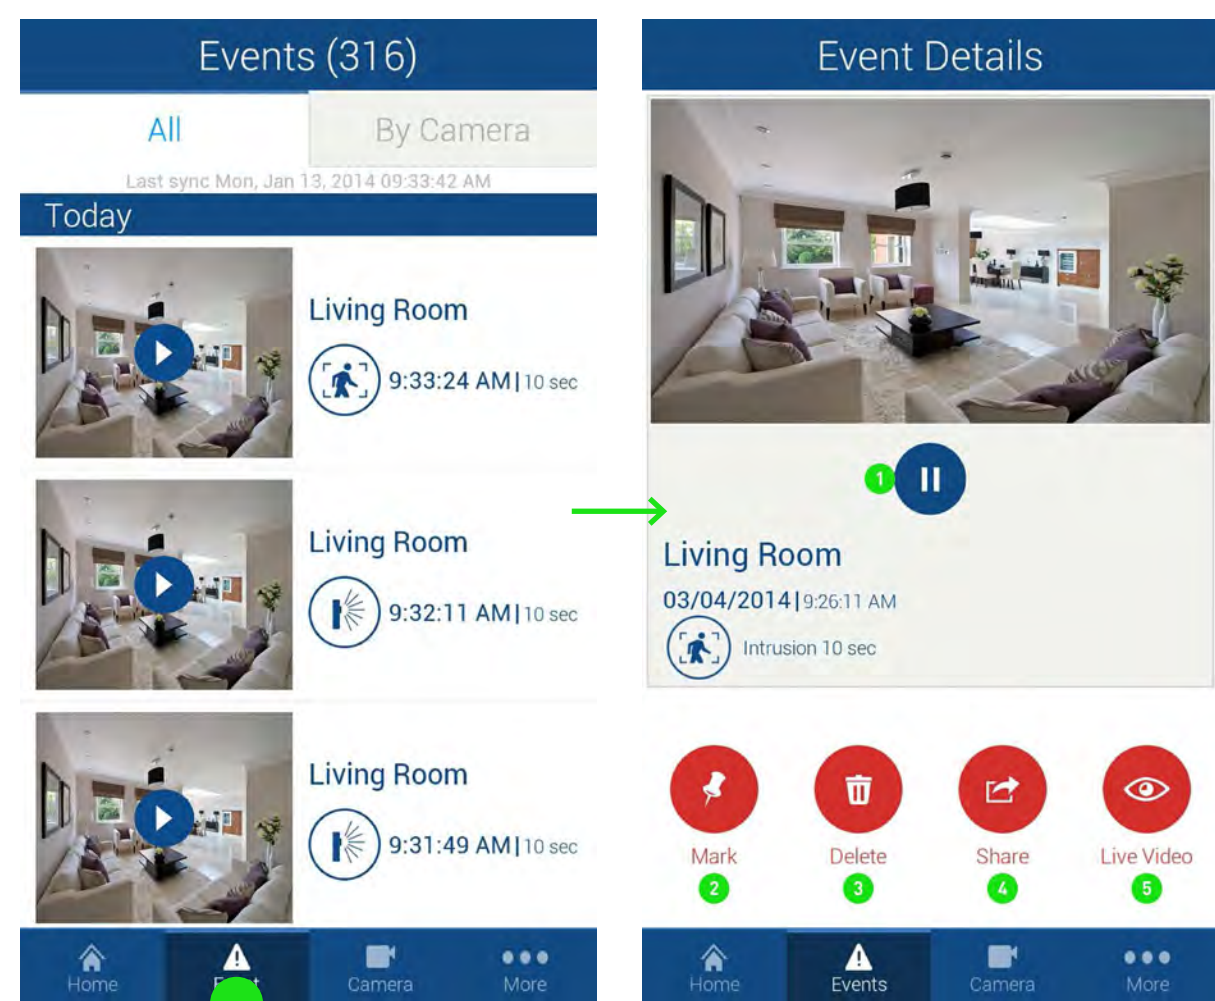 Events (316)
All
By Camera
Last sync Mon, Jan 13, 2014 09:33:42 AM
Today
Living Room
9:33:24 AM | 10 sec
Living Room
9:32:11 AM | 10 sec
Living Room
9:31:49 AM | 10 sec
Home
Camera
More
Event Details
1
Living Room
03/04/2014 | 9:26:11 AM
Intrusion 10 sec
Mark
Delete
Share
Live Video
2
3
4
5
Home
Events
Camera
More